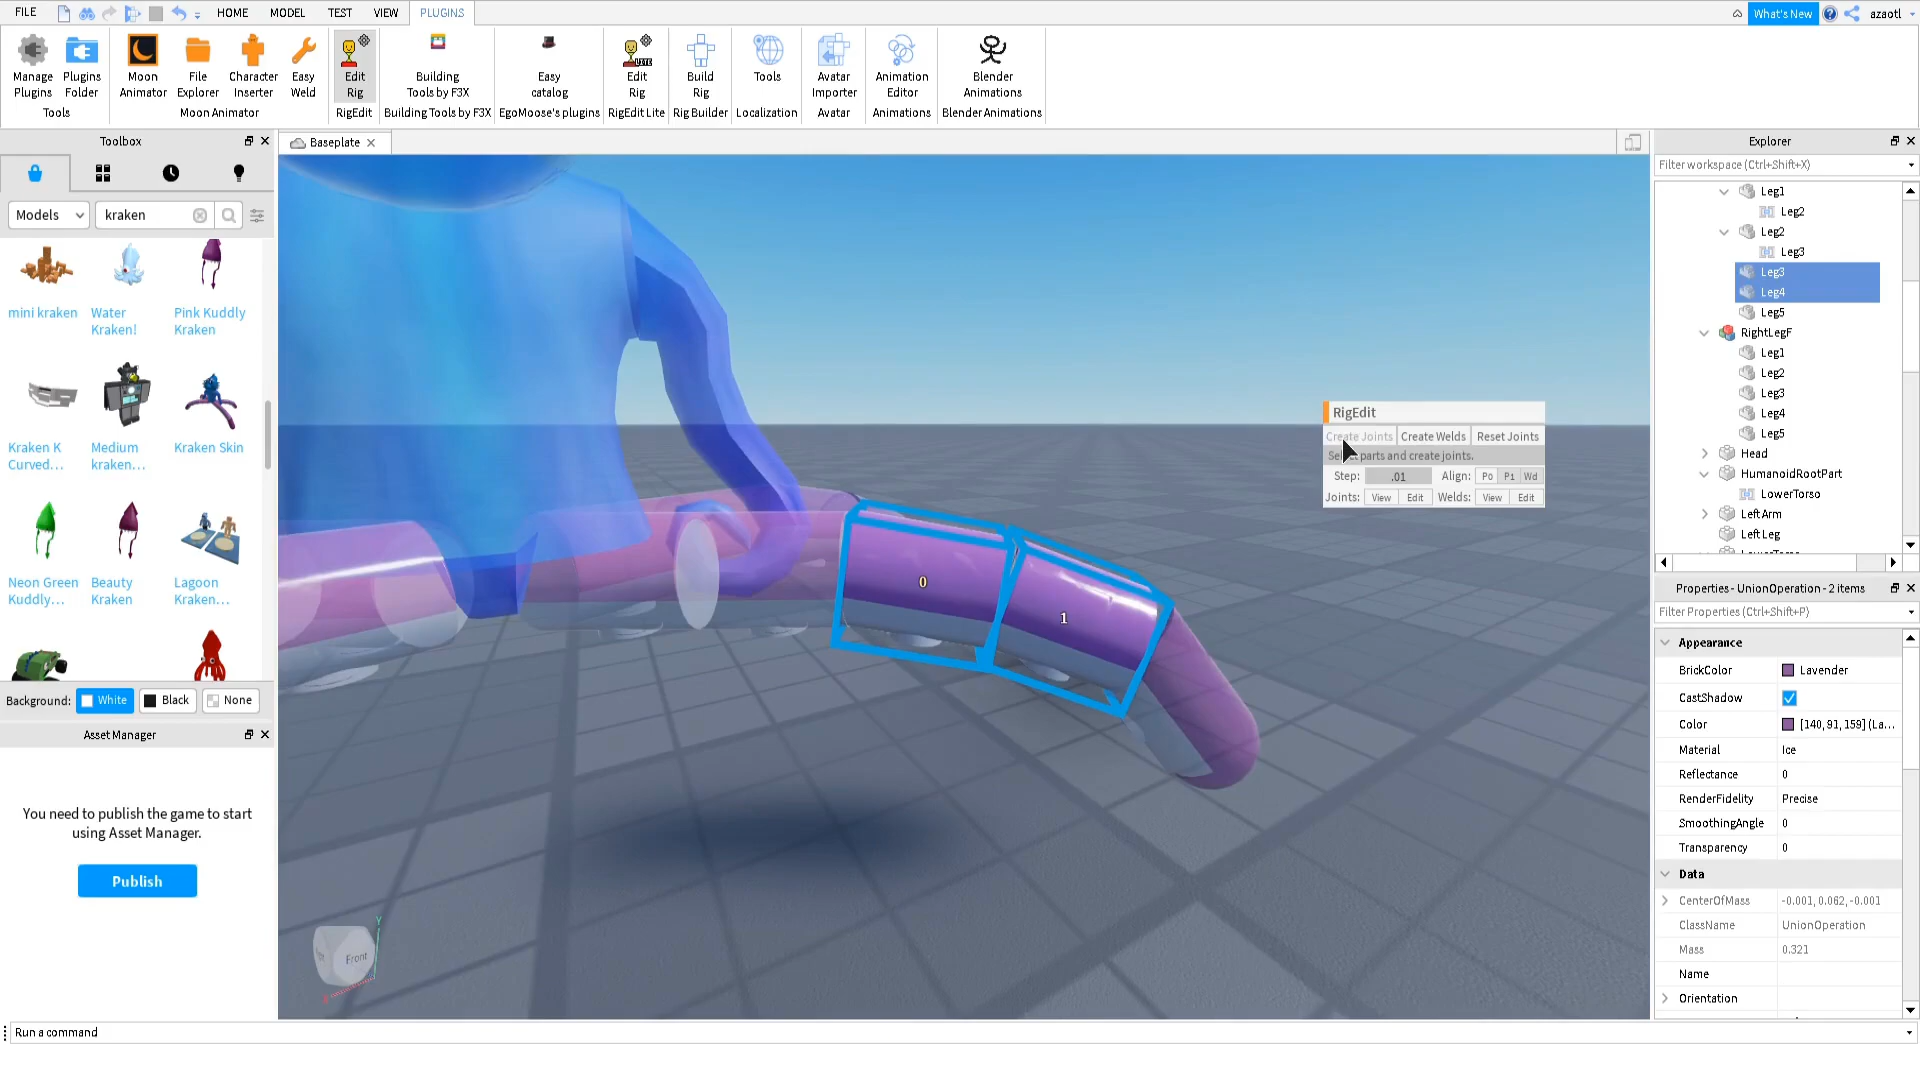 FILE
HOME
MODEL
TEST
VIEW
PLUGINS
What's New
azaotl
Manage Plugins
Plugins Folder
Tools
Moon Animator
File Explorer
Character Inserter
Easy Weld
Moon Animator
Edit Rig
RigEdit
Building Tools by F3X
Building Tools by F3X
Easy catalog
EgoMoose's plugins
LITE
Edit Rig
RigEdit Lite
Build Rig
Rig Builder
Tools
Localization
Avatar Importer
Avatar
Animation Editor
Animations
Blender Animations
Blender Animations
Toolbox
Models
kraken
mini kraken
Water Kraken!
Pink Kuddly Kraken
Kraken K Curved...
Medium kraken...
Kraken Skin
Neon Green Kuddly...
Beauty Kraken
Lagoon Kraken...
Background:
White
Black
None
Asset Manager
You need to publish the game to start
using Asset Manager.
Publish
Run a command
Baseplate
0
1
RigEdit
Create Joints
Create Welds
Reset Joints
Select parts and create joints.
Step: .01 Align: P0 P1 Wd
Joints: View Edit Welds: View Edit
Y
Front
Explorer
Filter workspace (Ctrl+Shift+X)
Leg1
Leg2
Leg2
Leg3
Leg3
Leg4
Leg5
RightLegF
Leg1
Leg2
Leg3
Leg4
Leg5
Head
HumanoidRootPart
LowerTorso
LeftArm
LeftLeg
Properties - UnionOperation - 2 items
Filter Properties (Ctrl+Shift+P)
Appearance
BrickColor Lavender
CastShadow
Color [140, 91, 159] (La...
Material Ice
Reflectance 0
RenderFidelity Precise
SmoothingAngle 0
Transparency 0
Data
CenterOfMass -0.001, 0.062, -0.001
ClassName UnionOperation
Mass 0.321
Name
Orientation